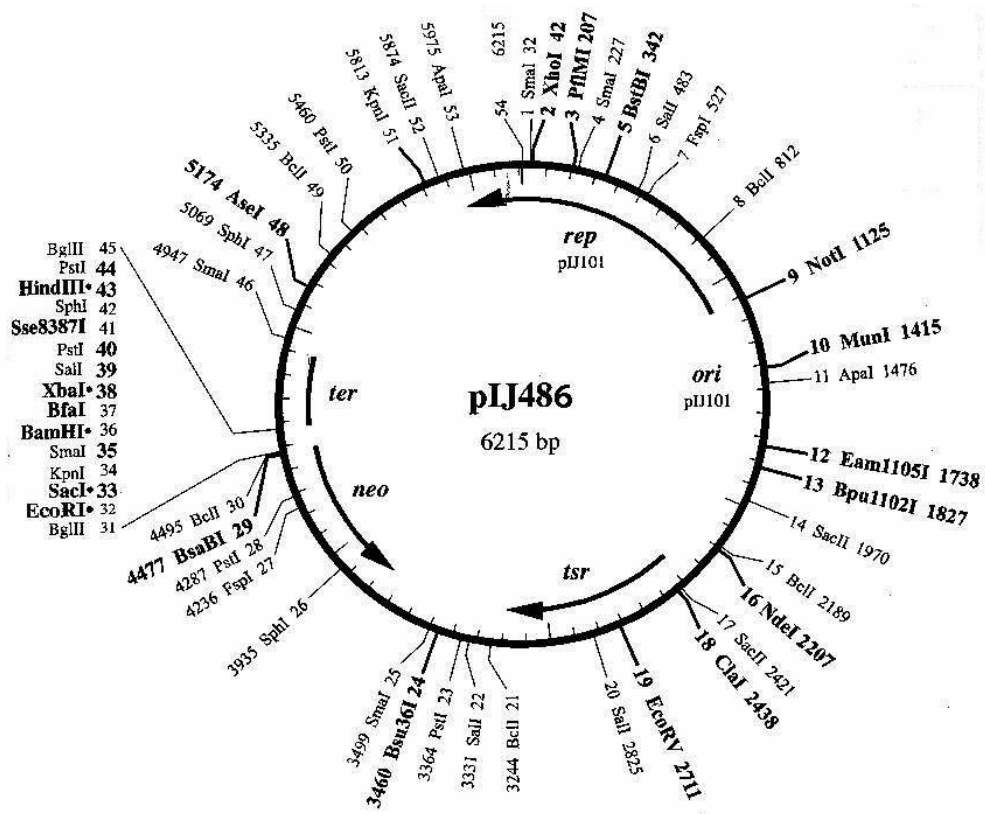 6215
54
1 SmaI 32
2 XhoI 42
3 PflMI 207
4 SmaI 227
5 BstBI 342
6 SalI 483
7 FspI 527
8 BclI 812
9 NotI 1125
10 MunI 1415
11 ApaI 1476
12 Eam1105I 1738
13 Bpu1102I 1827
14 SacII 1970
15 BclI 2189
16 NdeI 2207
17 SacII 2421
18 ClaI 2438
19 EcoRV 2711
20 SalI 2825
3244 BclI 21
3331 SalI 22
3364 PstI 23
3460 Bsu36I 24
3499 SmaI 25
3935 SphI 26
4236 FspI 27
4287 PstI 28
4477 BsaBI 29
4495 BclI 30
BglII 31
EcoRI• 32
SacI• 33
KpnI 34
SmaI 35
BamHI• 36
BfaI 37
XbaI• 38
SalI 39
PstI 40
Sse8387I 41
SphI 42
HindIII• 43
PstI 44
BglII 45
4947 SmaI 46
5069 SphI 47
5174 AseI 48
5335 BclI 49
5460 PstI 50
5813 KpnI 51
5874 SacII 52
5975 ApaI 53
rep
pIJ101
ori
pIJ101
ter
pIJ486
6215 bp
neo
tsr